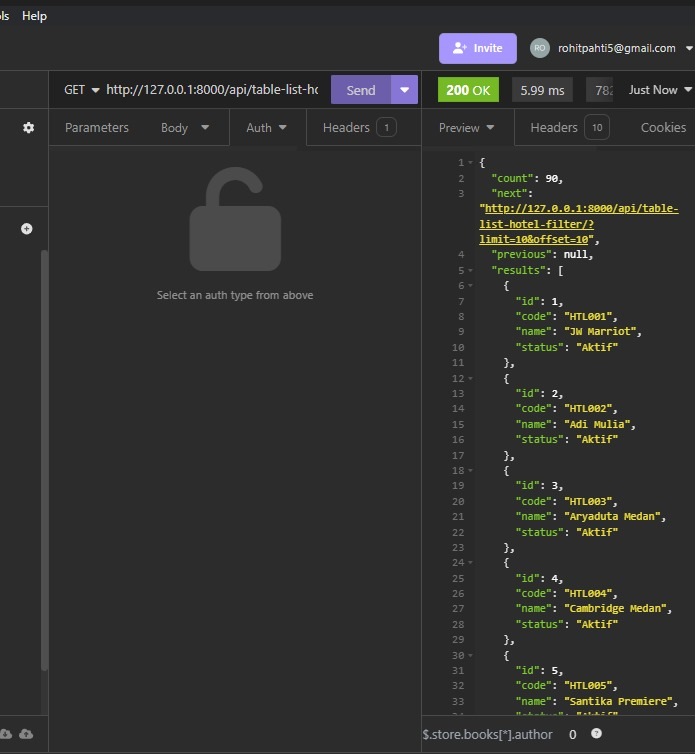 ols Help
Invite
RO rohitpahti5@gmail.com
GET http://127.0.0.1:8000/api/table-list-ho Send
200 OK 5.99 ms 782 Just Now
Parameters Body Auth Headers 1
Preview Headers 10 Cookies
Select an auth type from above
1 {
2 "count": 90,
3 "next":
"http://127.0.0.1:8000/api/table-
list-hotel-filter/?
limit=10&offset=10",
4 "previous": null,
5 "results": [
6 {
7 "id": 1,
8 "code": "HTL001",
9 "name": "JW Marriot",
10 "status": "Aktif"
11 },
12 {
13 "id": 2,
14 "code": "HTL002",
15 "name": "Adi Mulia",
16 "status": "Aktif"
17 },
18 {
19 "id": 3,
20 "code": "HTL003",
21 "name": "Aryaduta Medan",
22 "status": "Aktif"
23 },
24 {
25 "id": 4,
26 "code": "HTL004",
27 "name": "Cambridge Medan",
28 "status": "Aktif"
29 },
30 {
31 "id": 5,
32 "code": "HTL005",
33 "name": "Santika Premiere",
34 "status": "Aktif"
$.store.books[*].author 0